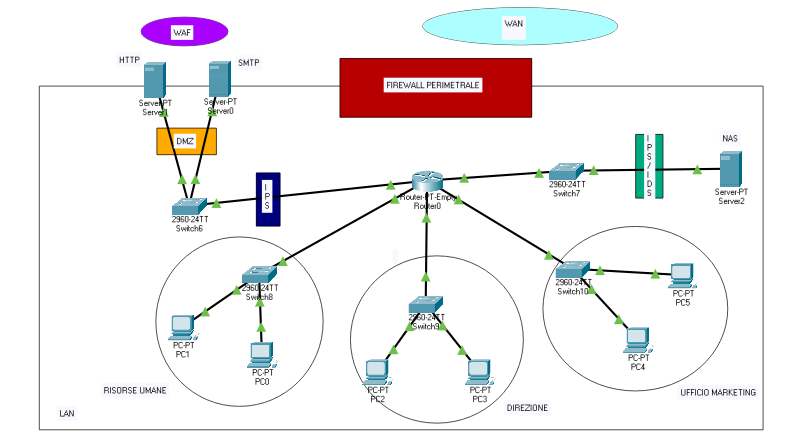 WAF
WAN
HTTP
SMTP
Server-PT
Server1
Server-PT
Server0
FIREWALL PERIMETRALE
DMZ
IPS/IDS
NAS
Server-PT
Server2
2960-24TT
Switch7
IPS
Router-PT-Empty
Router0
2960-24TT
Switch6
2960-24TT
Switch8
2960-24TT
Switch9
2960-24TT
Switch10
PC-PT
PC5
PC-PT
PC1
PC-PT
PC0
PC-PT
PC2
PC-PT
PC3
PC-PT
PC4
RISORSE UMANE
DIREZIONE
UFFICIO MARKETING
LAN